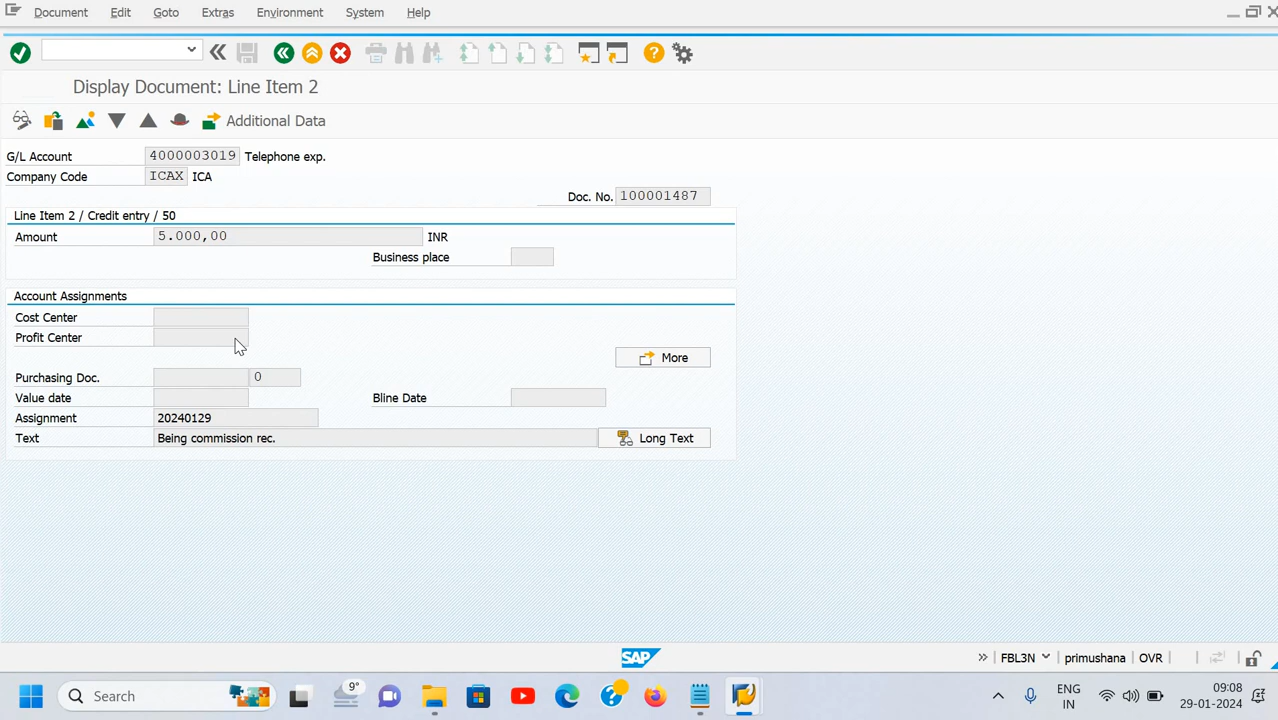 Document Edit Goto Extras Environment System Help
Display Document: Line Item 2
Additional Data
G/L Account 4000003019 Telephone exp.
Company Code ICAX ICA
Doc. No. 100001487
Line Item 2 / Credit entry / 50
Amount 5.000,00 INR
Business place
Account Assignments
Cost Center
Profit Center
More
Purchasing Doc. 0
Value date Bline Date
Assignment 20240129
Text Being commission rec. Long Text
SAP FBL3N primushana OVR
Search 9° ENG IN 09:08 29-01-2024